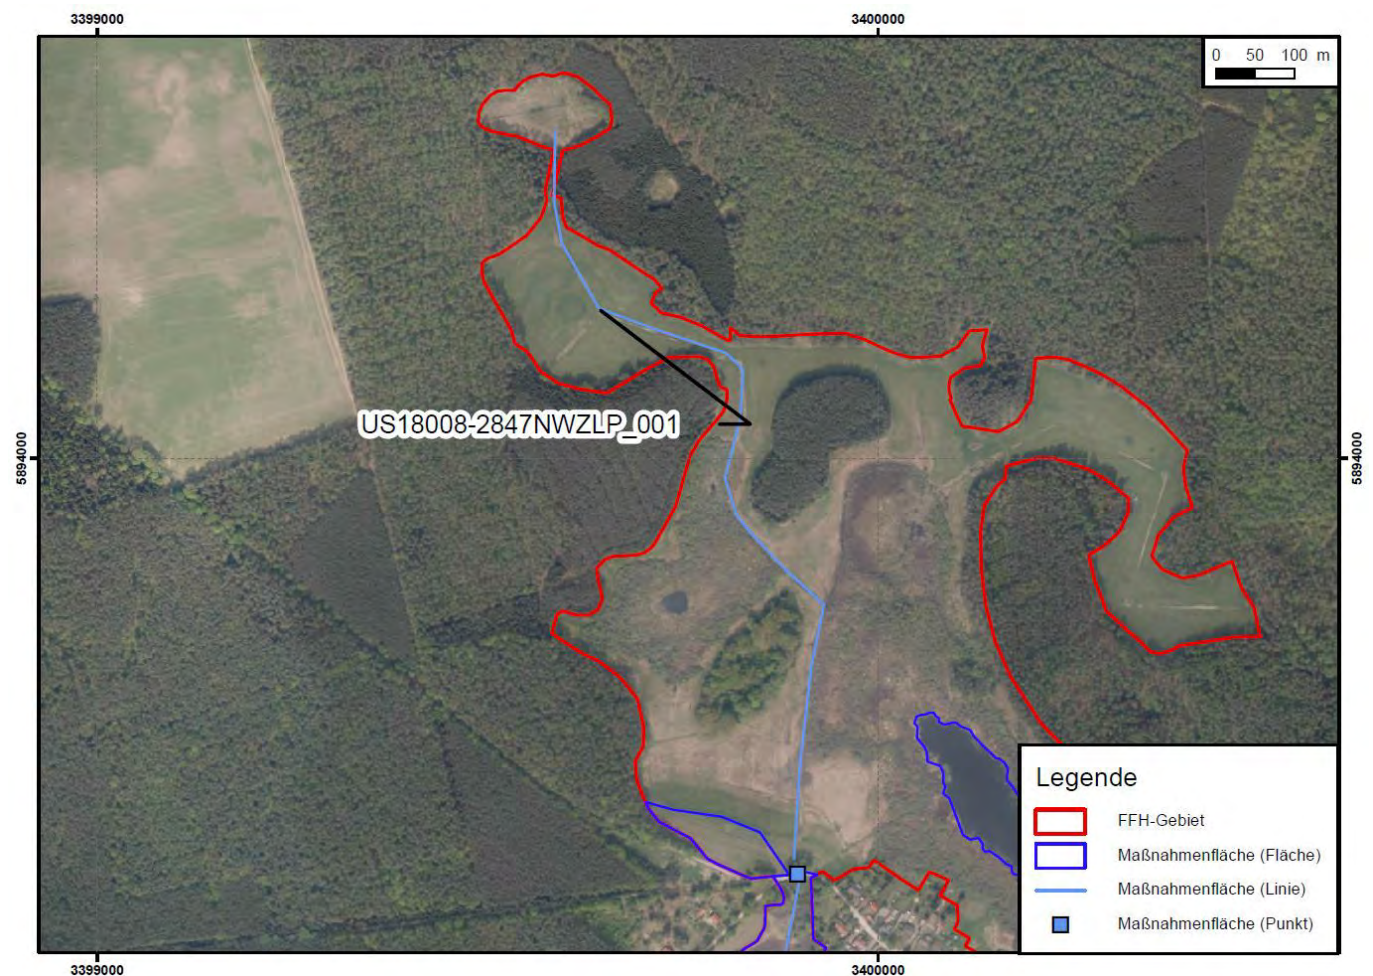 3399000
3400000
0 50 100 m
US18008-2847NWZLP_001
5894000
5894000
Legende
FFH-Gebiet
Maßnahmenfläche (Fläche)
Maßnahmenfläche (Linie)
Maßnahmenfläche (Punkt)
3399000
3400000